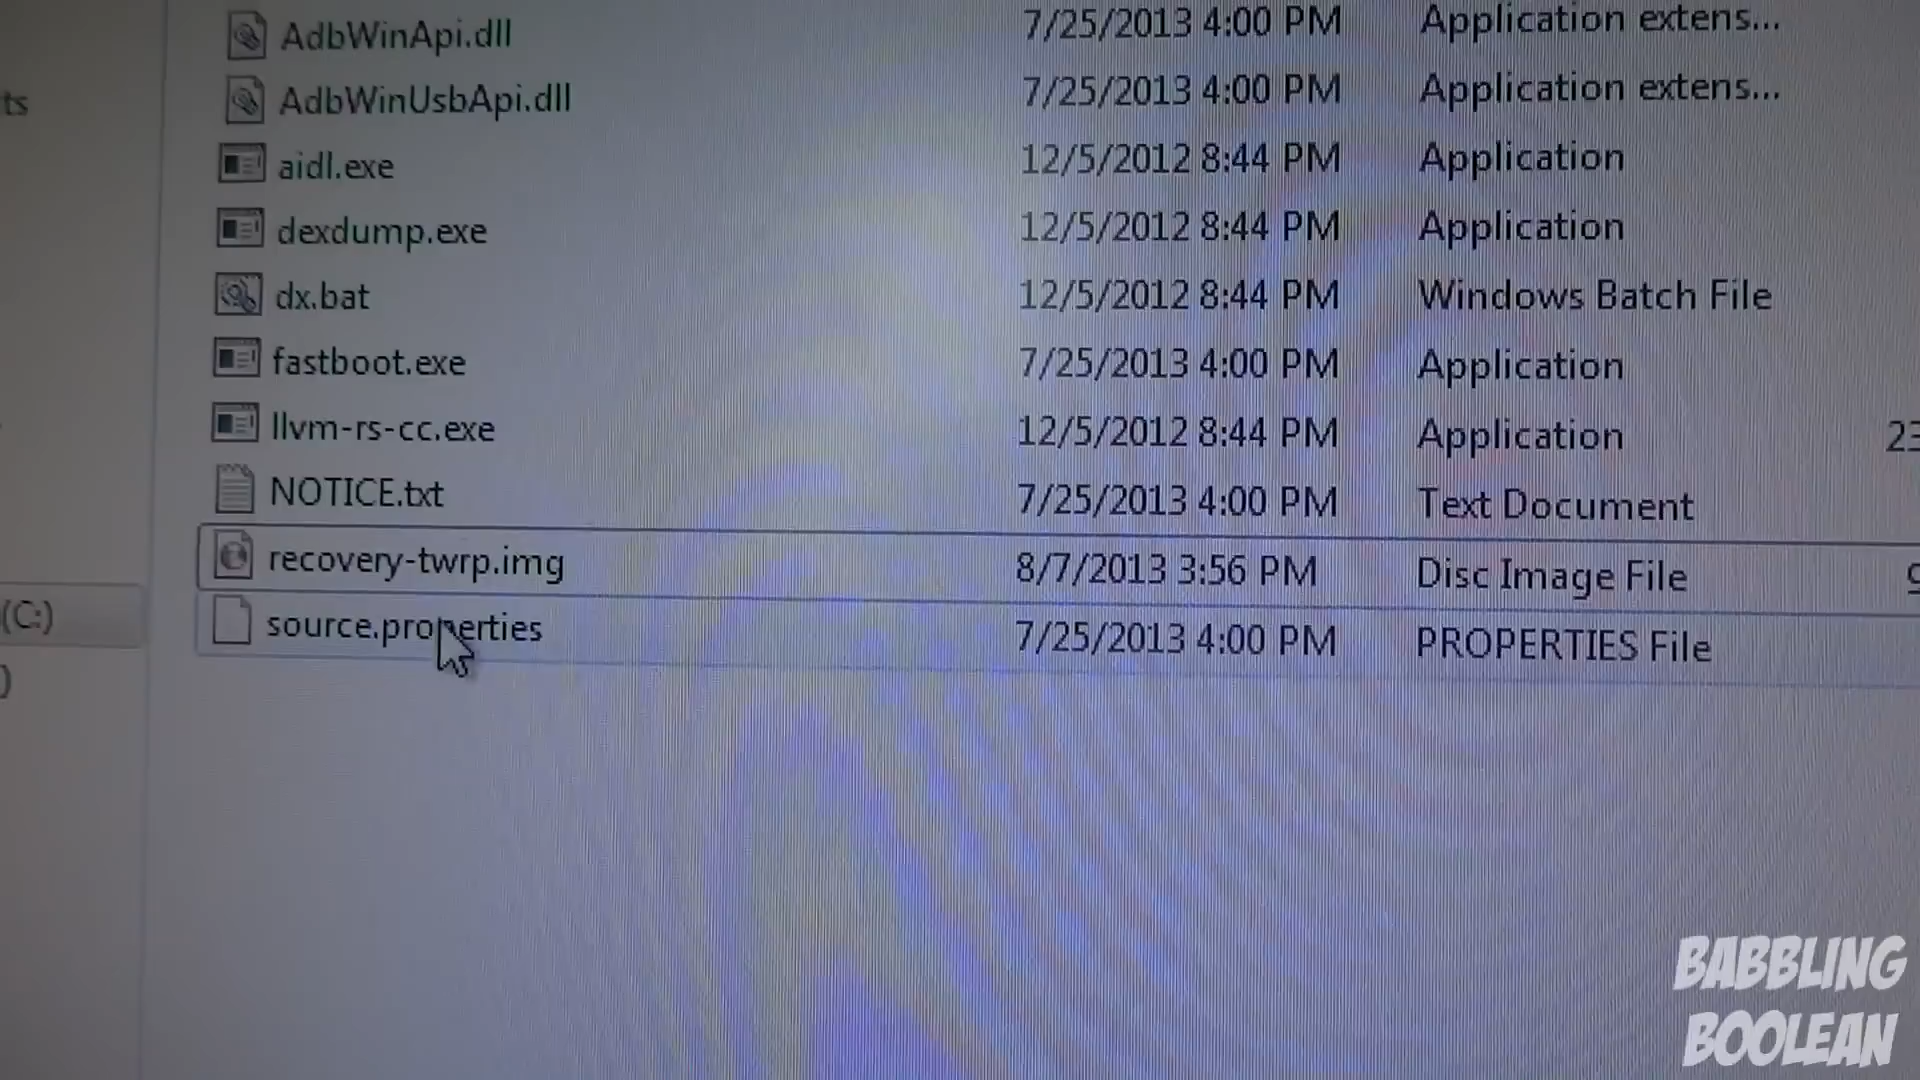 AdbWinApi.dll 7/25/2013 4:00 PM Application extens...
ts
AdbWinUsbApi.dll 7/25/2013 4:00 PM Application extens...
aidl.exe 12/5/2012 8:44 PM Application
dexdump.exe 12/5/2012 8:44 PM Application
dx.bat 12/5/2012 8:44 PM Windows Batch File
fastboot.exe 7/25/2013 4:00 PM Application
llvm-rs-cc.exe 12/5/2012 8:44 PM Application 23
NOTICE.txt 7/25/2013 4:00 PM Text Document
recovery-twrp.img 8/7/2013 3:56 PM Disc Image File
(C:)
source.properties 7/25/2013 4:00 PM PROPERTIES File
)
BABBLING
BOOLEAN